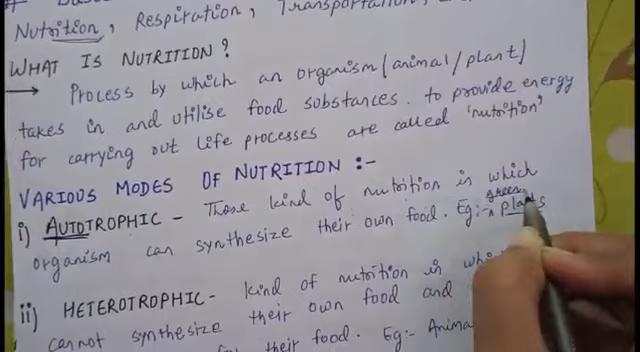 Nutrition, Respiration, Transportation,
WHAT IS NUTRITION?
→ Process by which an organism (animal/plant)
takes in and utilise food substances. to provide energy
for carrying out life processes are called 'nutrition'
VARIOUS MODES OF NUTRITION :-
i) AUTOTROPHIC - Those kind of nutrition in which
organism can synthesize their own food. Eg:- green plants
ii) HETEROTROPHIC - kind of nutrition in
cannot synthesize their own food and
their food. Eg:-